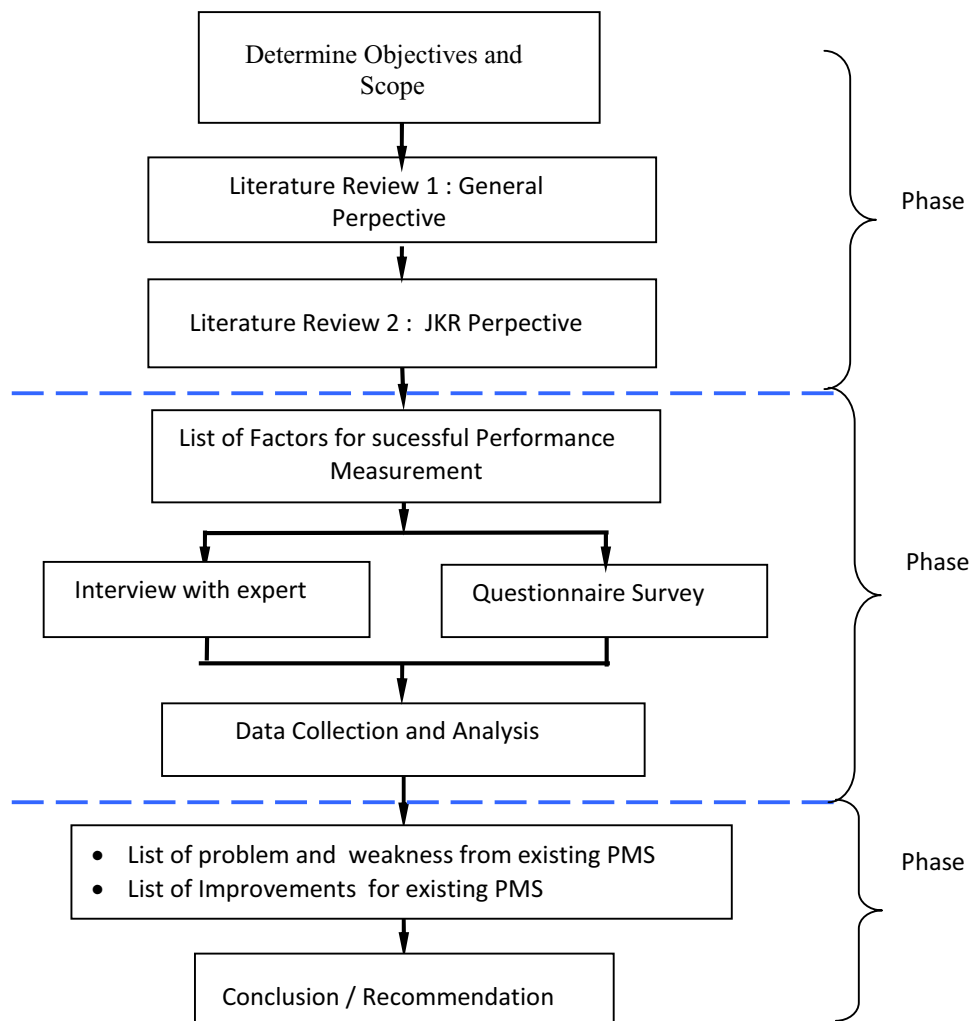 Determine Objectives and
Scope
Literature Review 1 : General
Perpective
Phase
Literature Review 2 :  JKR Perpective
List of Factors for sucessful Performance
Measurement
Phase
Interview with expert
Questionnaire Survey
Data Collection and Analysis
• List of problem and  weakness from existing PMS
• List of Improvements  for existing PMS
Phase
Conclusion / Recommendation